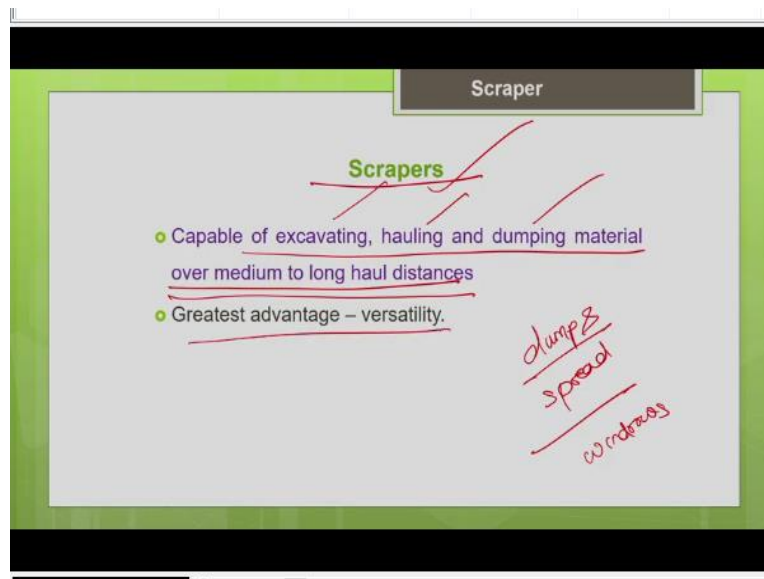 Scraper
Scrapers
Capable of excavating, hauling and dumping material
over medium to long haul distances
Greatest advantage – versatility.
dump &
spread
windrows